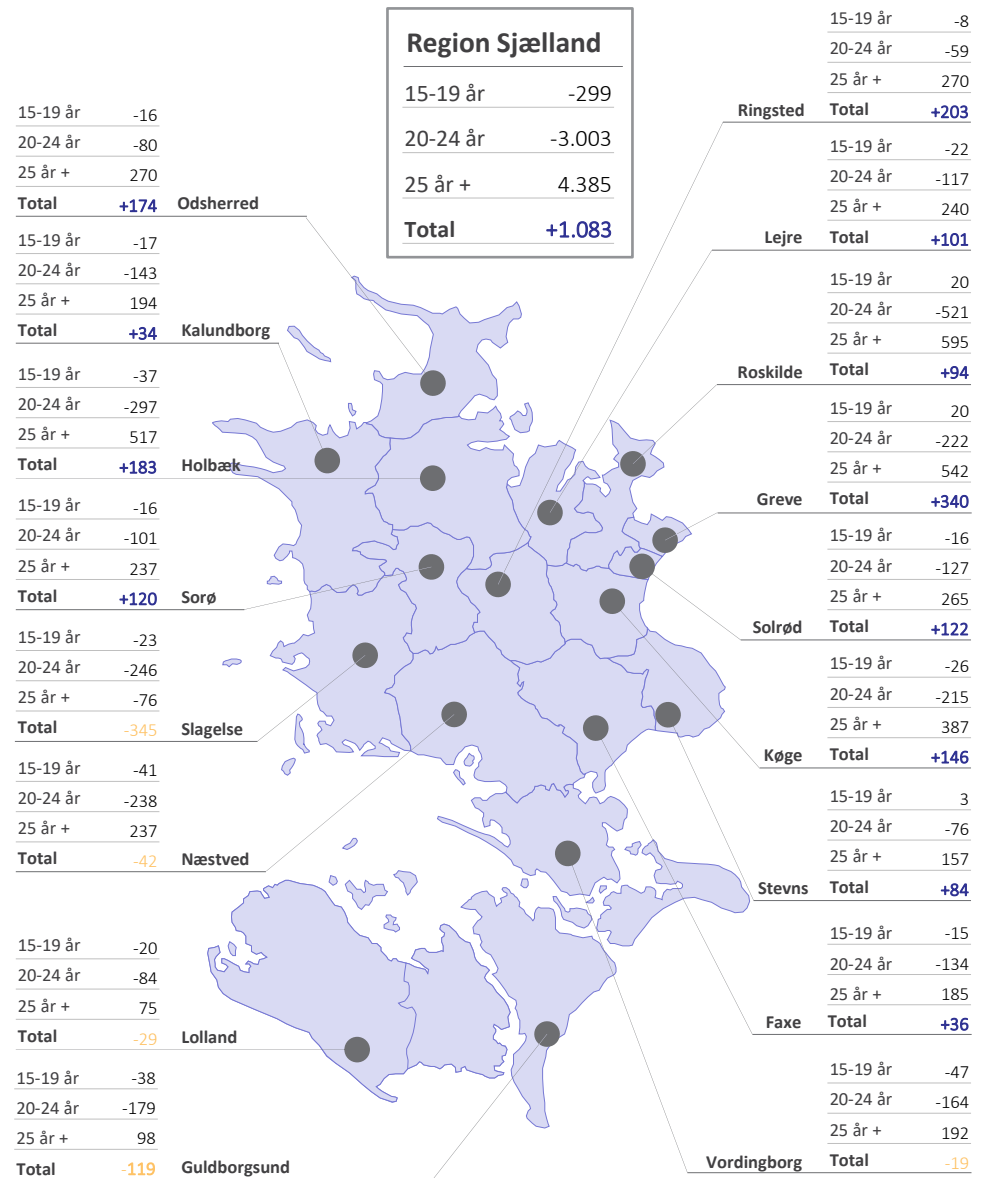 Region Sjælland
15-19 år -299
20-24 år -3.003
25 år + 4.385
Total +1.083
15-19 år -16
20-24 år -80
25 år + 270
Total +174 Odsherred
15-19 år -17
20-24 år -143
25 år + 194
Total +34 Kalundborg
15-19 år -37
20-24 år -297
25 år + 517
Total +183 Holbæk
15-19 år -16
20-24 år -101
25 år + 237
Total +120 Sorø
15-19 år -23
20-24 år -246
25 år + -76
Total -345 Slagelse
15-19 år -41
20-24 år -238
25 år + 237
Total -42 Næstved
15-19 år -20
20-24 år -84
25 år + 75
Total -29 Lolland
15-19 år -38
20-24 år -179
25 år + 98
Total -119 Guldborgsund
15-19 år -8
20-24 år -59
25 år + 270
Ringsted Total +203
15-19 år -22
20-24 år -117
25 år + 240
Lejre Total +101
15-19 år 20
20-24 år -521
25 år + 595
Roskilde Total +94
15-19 år 20
20-24 år -222
25 år + 542
Greve Total +340
15-19 år -16
20-24 år -127
25 år + 265
Solrød Total +122
15-19 år -26
20-24 år -215
25 år + 387
Køge Total +146
15-19 år 3
20-24 år -76
25 år + 157
Stevns Total +84
15-19 år -15
20-24 år -134
25 år + 185
Faxe Total +36
15-19 år -47
20-24 år -164
25 år + 192
Vordingborg Total -19